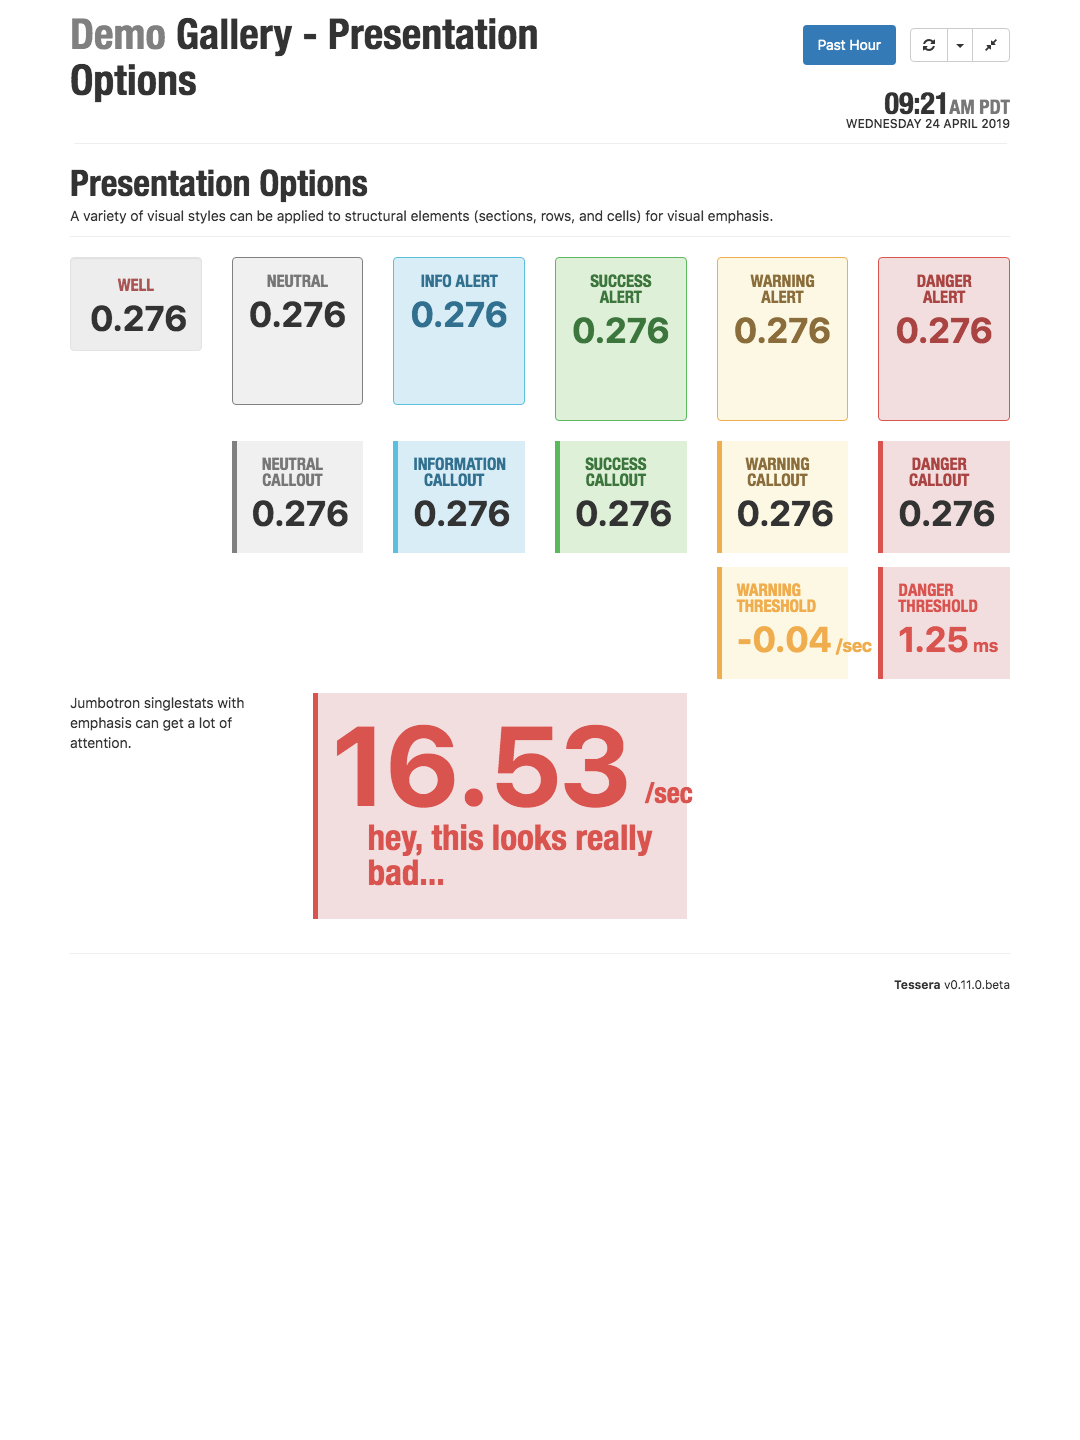 Demo Gallery - Presentation
Options
Past Hour
09:21 AM PDT
WEDNESDAY 24 APRIL 2019
Presentation Options
A variety of visual styles can be applied to structural elements (sections, rows, and cells) for visual emphasis.
WELL
0.276
NEUTRAL
0.276
INFO ALERT
0.276
SUCCESS
ALERT
0.276
WARNING
ALERT
0.276
DANGER
ALERT
0.276
NEUTRAL
CALLOUT
0.276
INFORMATION
CALLOUT
0.276
SUCCESS
CALLOUT
0.276
WARNING
CALLOUT
0.276
DANGER
CALLOUT
0.276
WARNING
THRESHOLD
-0.04 /sec
DANGER
THRESHOLD
1.25 ms
Jumbotron singlestats with
emphasis can get a lot of
attention.
16.53 /sec
hey, this looks really
bad...
Tessera v0.11.0.beta